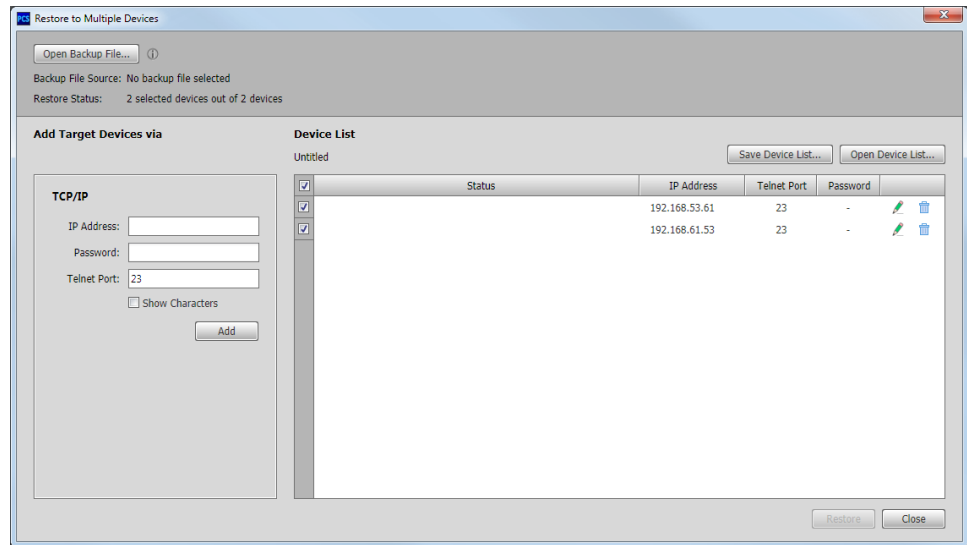 PCS Restore to Multiple Devices
Open Backup File...
Backup File Source: No backup file selected
Restore Status: 2 selected devices out of 2 devices
Add Target Devices via
Device List
Untitled
Save Device List... Open Device List...
TCP/IP
IP Address:
Password:
Telnet Port: 23
Show Characters
Add
Status IP Address Telnet Port Password
192.168.53.61 23 -
192.168.61.53 23 -
Restore Close